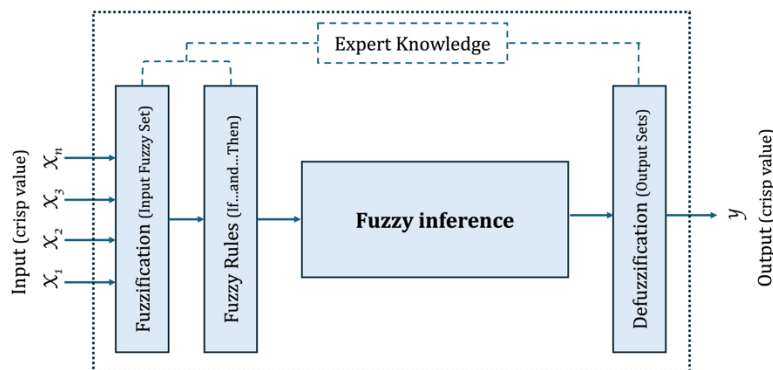 Expert Knowledge
Input (crisp value)
𝒳n
𝒳3
𝒳2
𝒳1
Fuzzification (Input Fuzzy Set)
Fuzzy Rules (If...and...Then)
Fuzzy inference
Defuzzification (Output Sets)
𝓎
Output (crisp value)